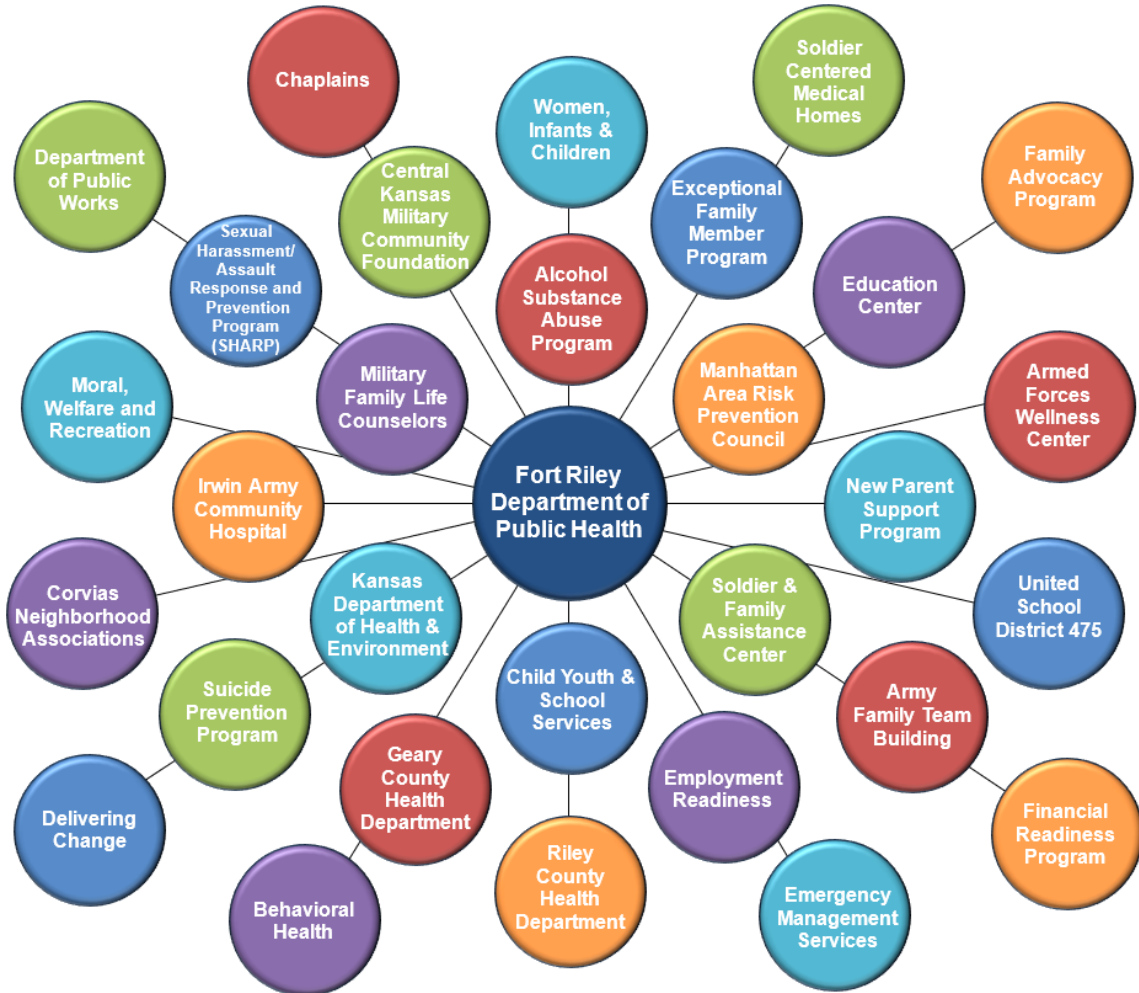 Chaplains
Women,
Infants &
Children
Soldier
Centered
Medical
Homes
Department
of Public
Works
Central
Kansas
Military
Community
Foundation
Exceptional
Family
Member
Program
Family
Advocacy
Program
Sexual
Harassment/
Assault
Response and
Prevention
Program
(SHARP)
Alcohol
Substance
Abuse
Program
Education
Center
Moral,
Welfare and
Recreation
Military
Family Life
Counselors
Manhattan
Area Risk
Prevention
Council
Armed
Forces
Wellness
Center
Irwin Army
Community
Hospital
Fort Riley
Department of
Public Health
New Parent
Support
Program
Corvias
Neighborhood
Associations
Kansas
Department
of Health &
Environment
Soldier
& Family
Assistance
Center
United
School
District 475
Suicide
Prevention
Program
Child Youth &
School
Services
Army
Family Team
Building
Delivering
Change
Geary
County
Health
Department
Employment
Readiness
Financial
Readiness
Program
Behavioral
Health
Riley
County
Health
Department
Emergency
Management
Services